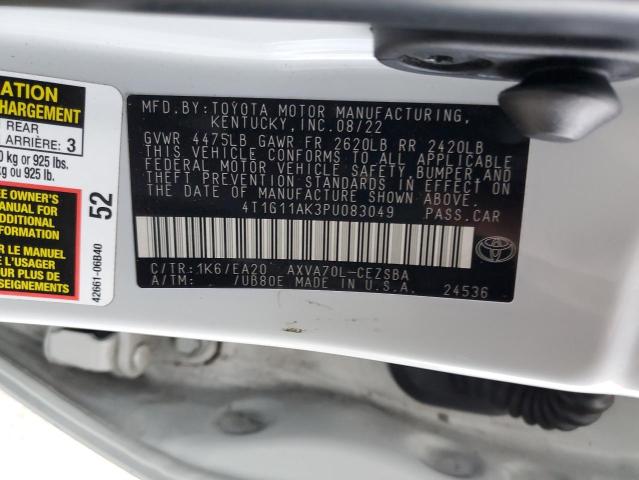 ATION
HARGEMENT
REAR
ARRIÈRE: 3
kg or 925 lbs.
ou 925 lb.
EE OWNER'S
MANUAL FOR
ADDITIONAL
FORMATION
LE MANUEL
L'USAGER
PLUS DE
SEIGNEMENTS
52
42661-06B40
MFD.BY:TOYOTA MOTOR MANUFACTURING,
KENTUCKY,INC.08/22
GVWR 4475LB GAWR FR 2620LB RR 2420LB
THIS VEHICLE CONFORMS TO ALL APPLICABLE
FEDERAL MOTOR VEHICLE SAFETY,BUMPER,AND
THEFT PREVENTION STANDARDS IN EFFECT ON
THE DATE OF MANUFACTURE SHOWN ABOVE.
4T1G11AK3PU083049 PASS.CAR
C/TR:1K6/EA20 AXVA70L-CEZSBA
A/TM: /UB80E MADE IN U.S.A.
24536
TOYOTA